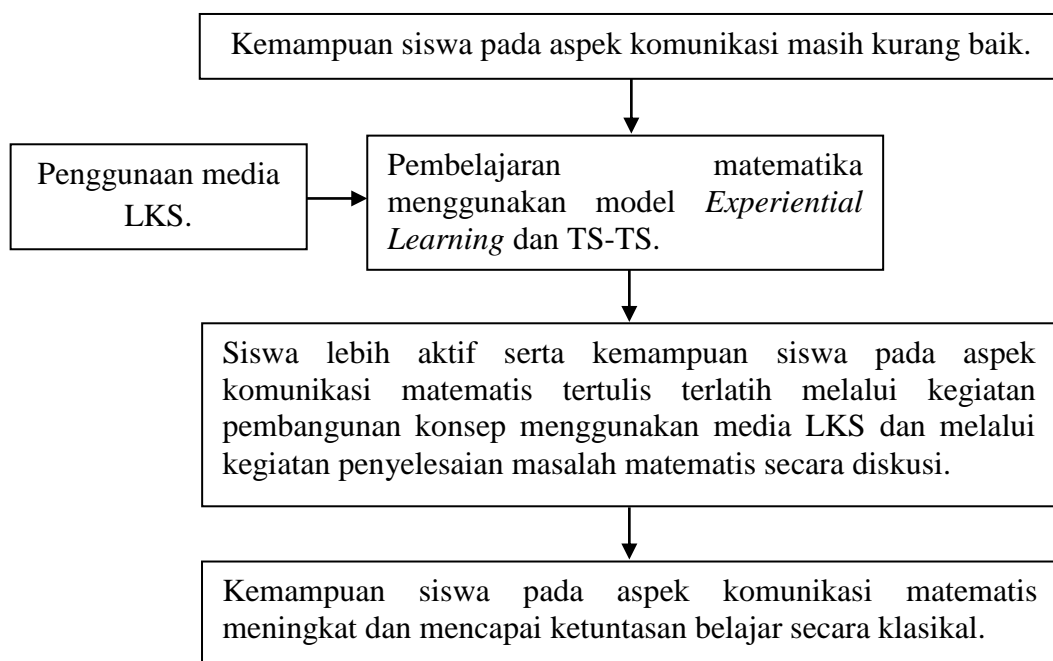 Kemampuan siswa pada aspek komunikasi masih kurang baik.
Penggunaan media
LKS.
Pembelajaran matematika
menggunakan model Experiential
Learning dan TS-TS.
Siswa lebih aktif serta kemampuan siswa pada aspek
komunikasi matematis tertulis terlatih melalui kegiatan
pembangunan konsep menggunakan media LKS dan melalui
kegiatan penyelesaian masalah matematis secara diskusi.
Kemampuan siswa pada aspek komunikasi matematis
meningkat dan mencapai ketuntasan belajar secara klasikal.